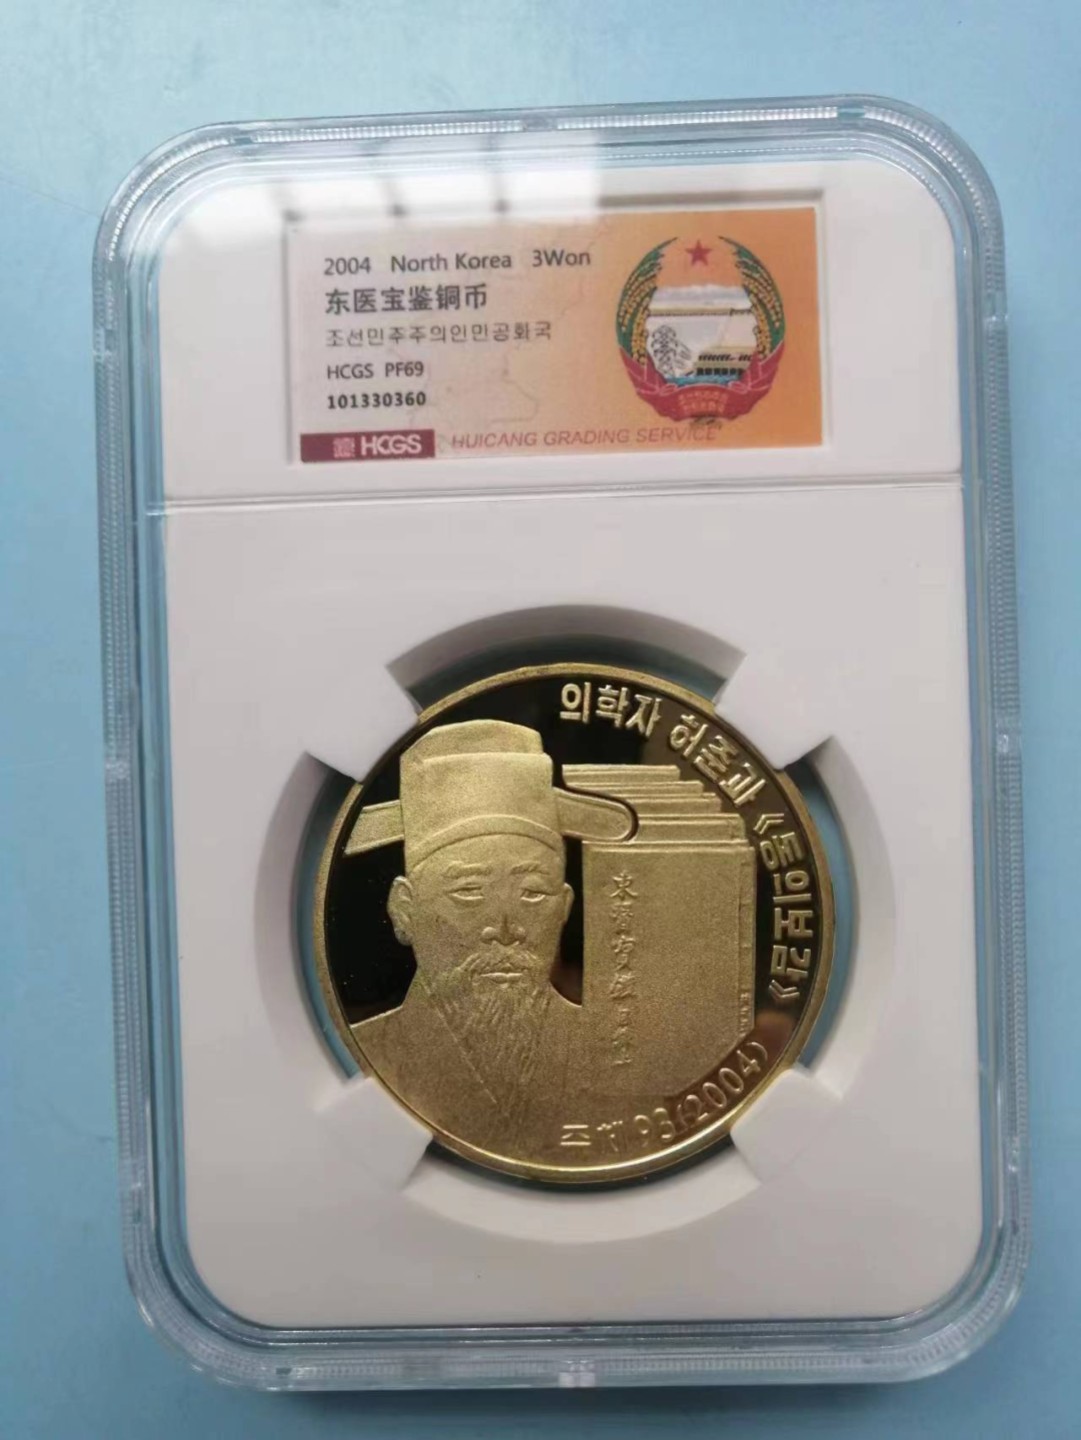 2004 North Korea 3Won
东医宝鉴铜币
조선민주주의인민공화국
HCGS PF69
101330360
HCGS HUICANG GRADING SERVICE
의학자 허준과 《동의보감》
東醫寶鑑
주체93(2004)